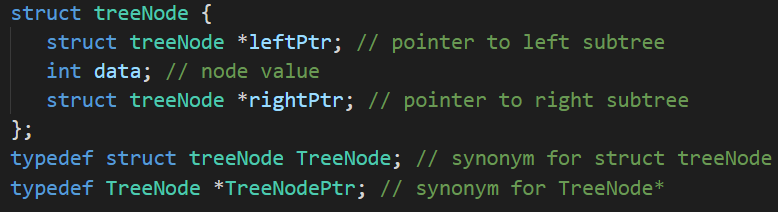 struct treeNode {
   struct treeNode *leftPtr; // pointer to left subtree
   int data; // node value
   struct treeNode *rightPtr; // pointer to right subtree
};
typedef struct treeNode TreeNode; // synonym for struct treeNode
typedef TreeNode *TreeNodePtr; // synonym for TreeNode*